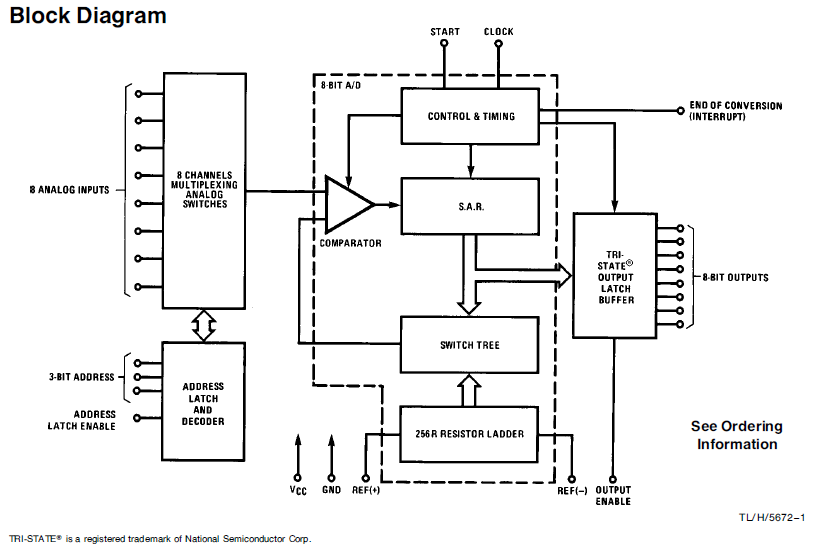 Block Diagram
START
CLOCK
8-BIT A/D
CONTROL & TIMING
END OF CONVERSION
(INTERRUPT)
8 ANALOG INPUTS
8 CHANNELS
MULTIPLEXING
ANALOG
SWITCHES
S.A.R.
COMPARATOR
TRI-
STATE®
OUTPUT
LATCH
BUFFER
8-BIT OUTPUTS
SWITCH TREE
3-BIT ADDRESS
ADDRESS
LATCH ENABLE
ADDRESS
LATCH
AND
DECODER
256R RESISTOR LADDER
See Ordering
Information
VCC
GND
REF(+)
REF(−)
OUTPUT
ENABLE
TL/H/5672–1
TRI-STATE® is a registered trademark of National Semiconductor Corp.